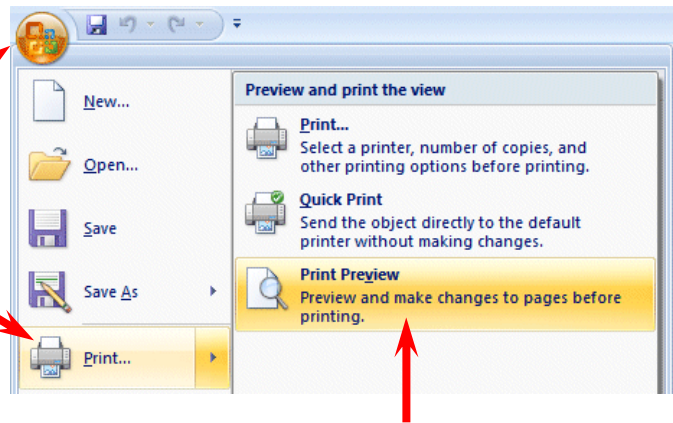 New...
Open...
Save
Save As
Print...
Preview and print the view
Print...
Select a printer, number of copies, and
other printing options before printing.
Quick Print
Send the object directly to the default
printer without making changes.
Print Preview
Preview and make changes to pages before
printing.